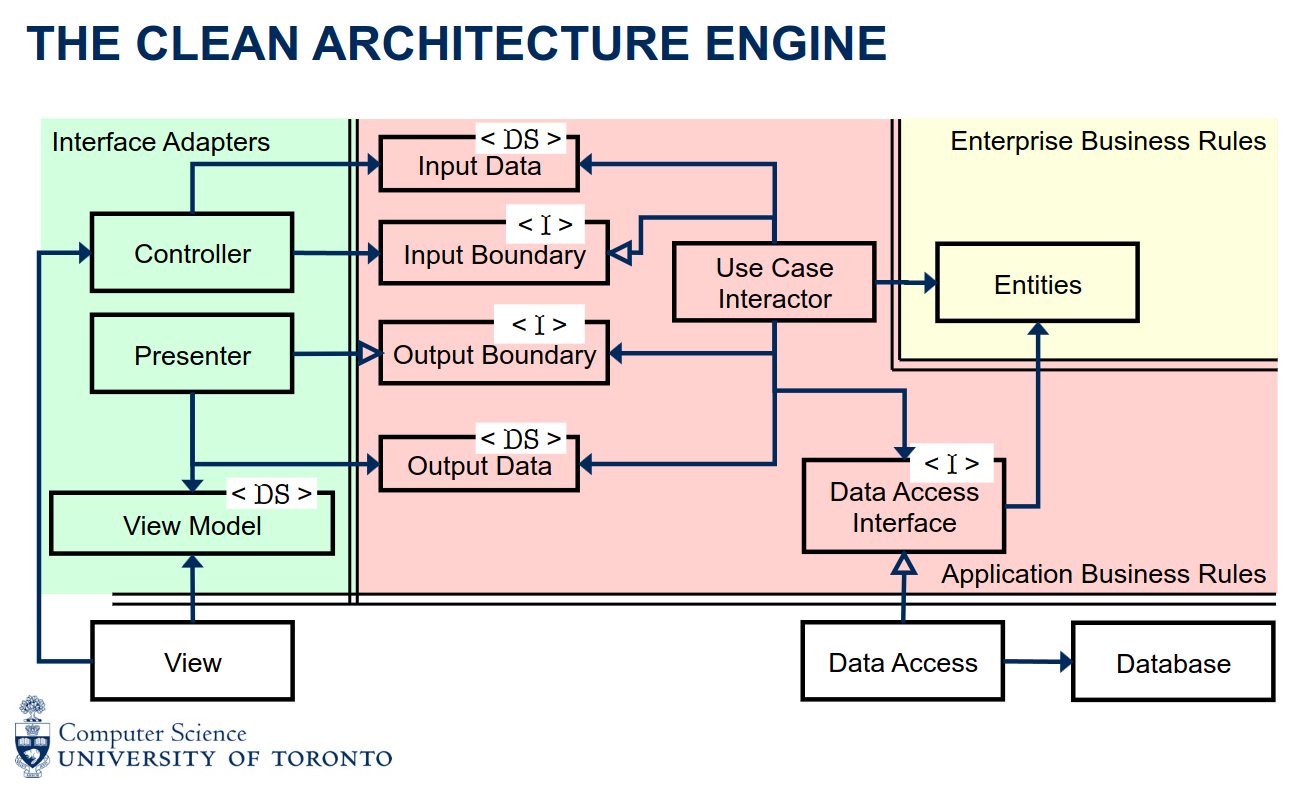 THE CLEAN ARCHITECTURE ENGINE
Interface Adapters
< DS >
Input Data
Enterprise Business Rules
Controller
< I >
Input Boundary
Use Case
Interactor
Entities
Presenter
< I >
Output Boundary
< DS >
Output Data
< I >
Data Access
Interface
< DS >
View Model
Application Business Rules
View
Data Access
Database
Computer Science
UNIVERSITY OF TORONTO